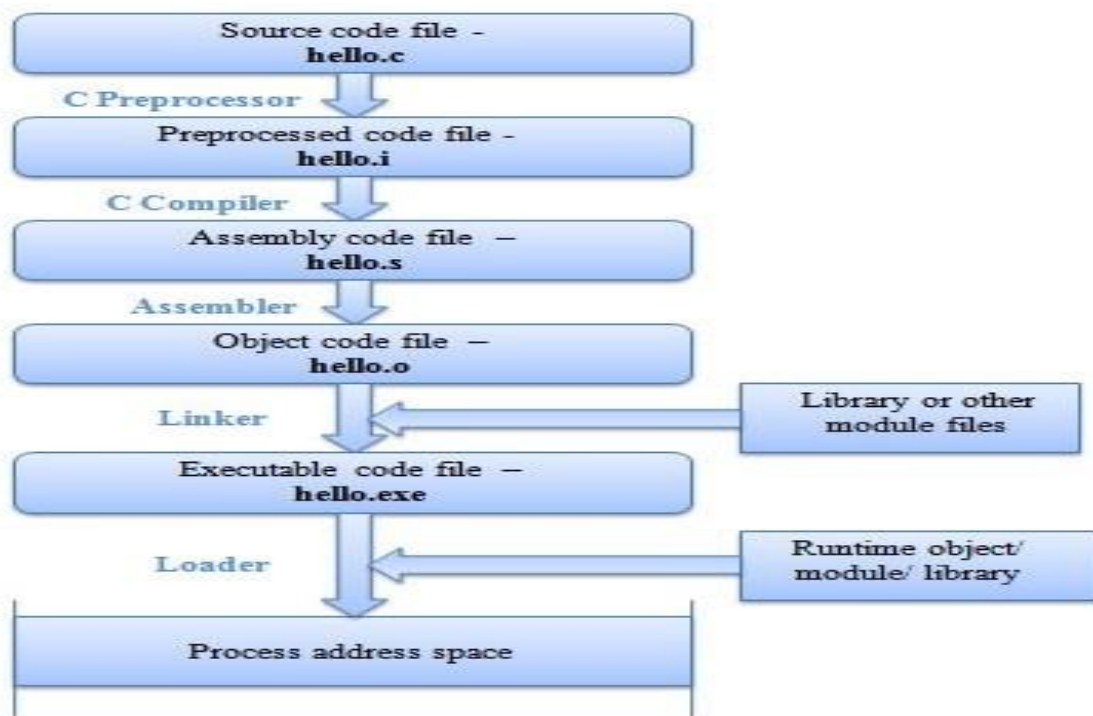 Source code file -
hello.c
C Preprocessor
Preprocessed code file -
hello.i
C Compiler
Assembly code file –
hello.s
Assembler
Object code file –
hello.o
Linker
Library or other
module files
Executable code file –
hello.exe
Loader
Runtime object/
module/ library
Process address space